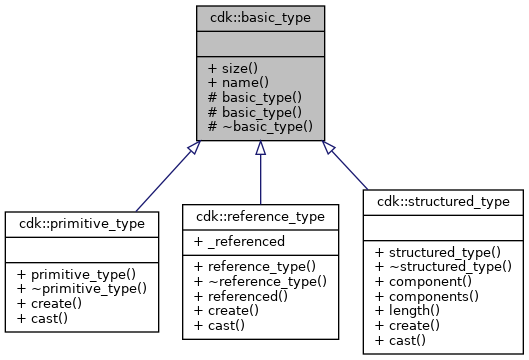 cdk::basic_type
+ size()
+ name()
# basic_type()
# basic_type()
# ~basic_type()
cdk::primitive_type
+ primitive_type()
+ ~primitive_type()
+ create()
+ cast()
cdk::reference_type
+ _referenced
+ reference_type()
+ ~reference_type()
+ referenced()
+ create()
+ cast()
cdk::structured_type
+ structured_type()
+ ~structured_type()
+ component()
+ components()
+ length()
+ create()
+ cast()